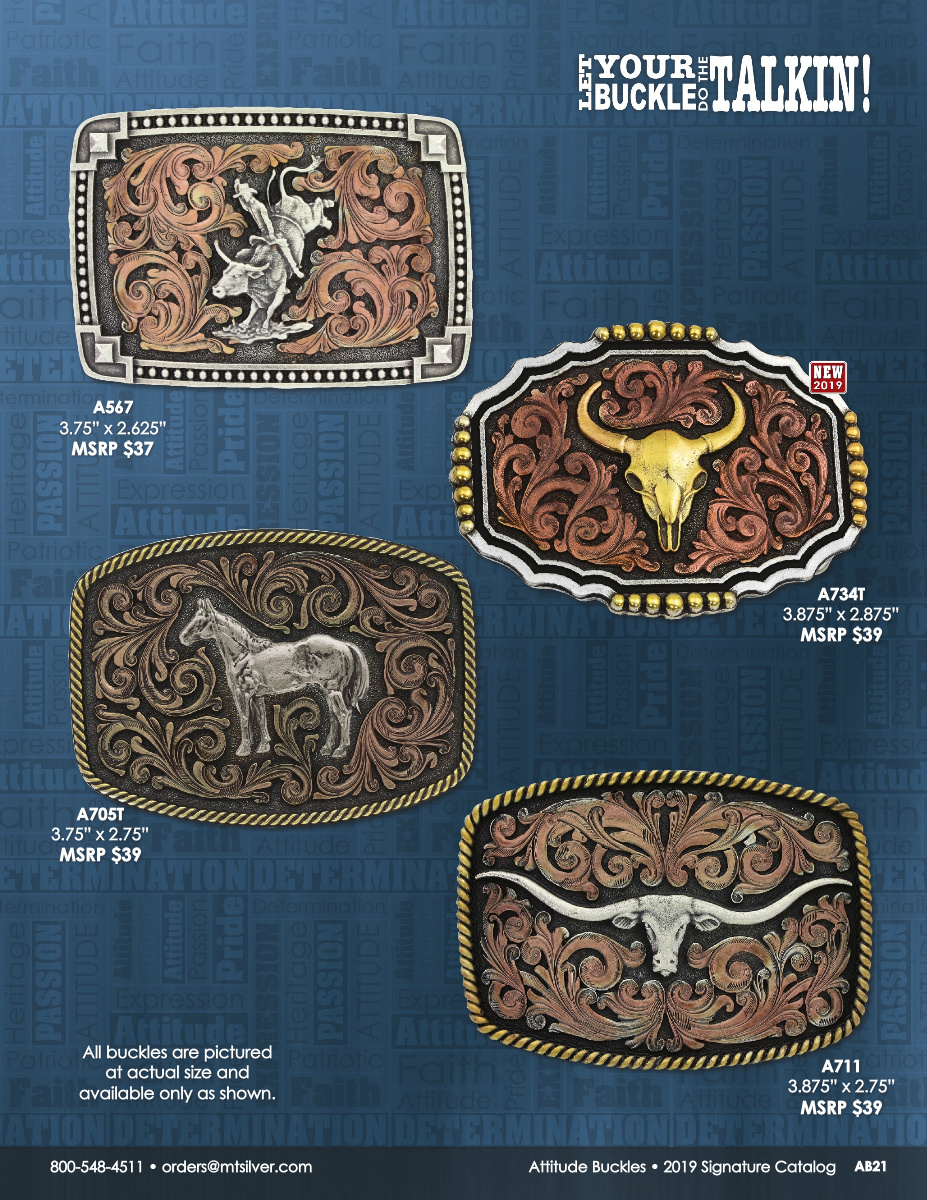 LET YOUR BUCKLE DO THE TALKIN!
A567
3.75" x 2.625"
MSRP $37
NEW
2019
A734T
3.875" x 2.875"
MSRP $39
A705T
3.75" x 2.75"
MSRP $39
A711
3.875" x 2.75"
MSRP $39
All buckles are pictured
at actual size and
available only as shown.
800-548-4511 • orders@mtsilver.com
Attitude Buckles • 2019 Signature Catalog AB21